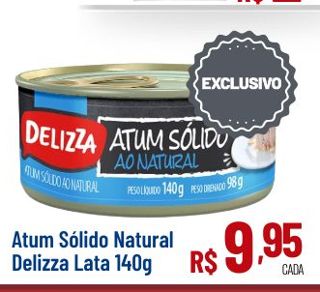 R$
EXCLUSIVO
DELIZZA
ATUM SÓLIDO
AO NATURAL
ATUM SÓLIDO AO NATURAL
PESO LÍQUIDO 140g PESO DRENADO 98g
Atum Sólido Natural
Delizza Lata 140g
R$ 9,95
CADA